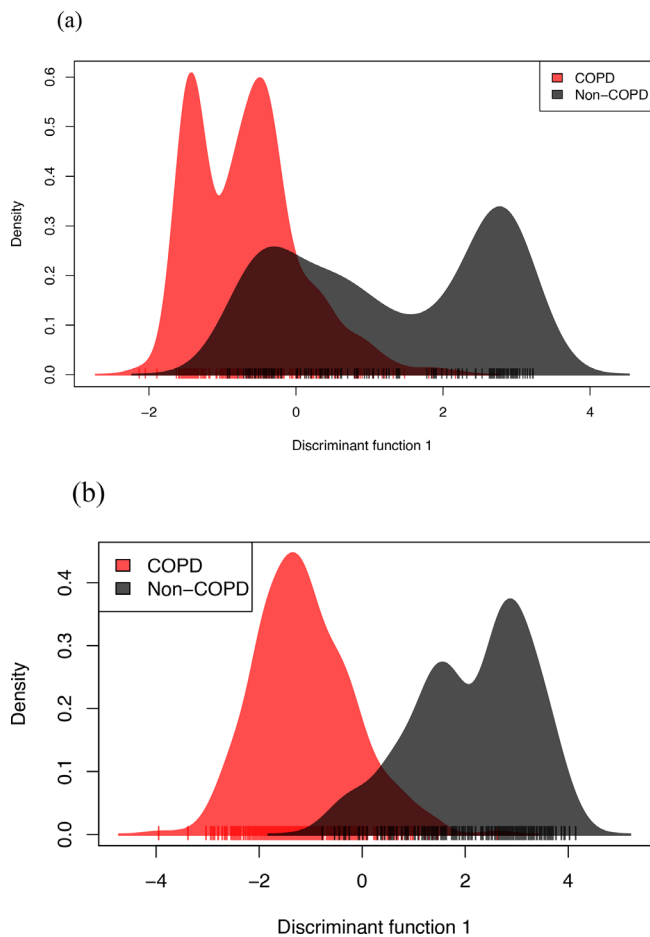 (a)
COPD
Non-COPD
0.6
0.5
0.4
0.3
0.2
0.1
0.0
Density
-2 0 2 4
Discriminant function 1
(b)
COPD
Non-COPD
0.4
0.3
0.2
0.1
0.0
Density
-4 -2 0 2 4
Discriminant function 1